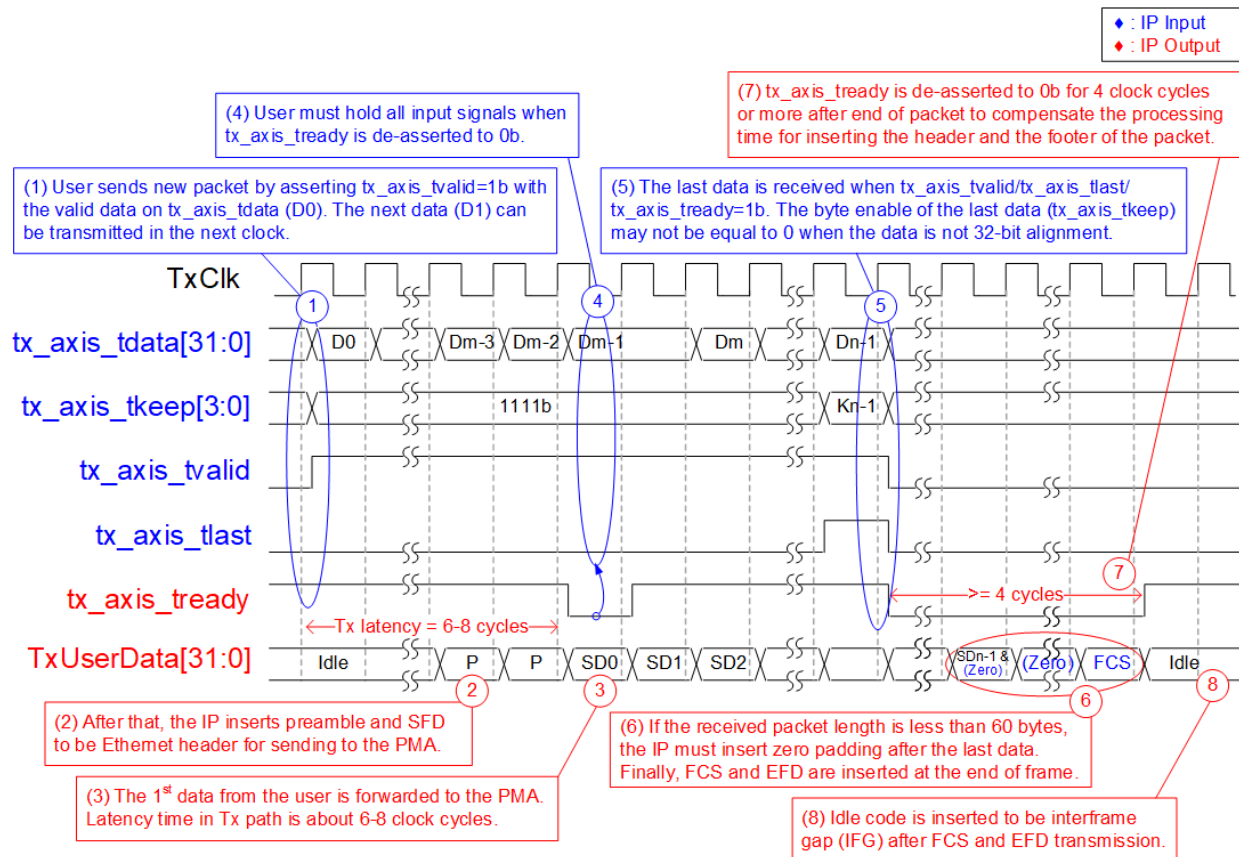 ♦ : IP Input
♦ : IP Output
(7) tx_axis_tready is de-asserted to 0b for 4 clock cycles
or more after end of packet to compensate the processing
time for inserting the header and the footer of the packet.
(4) User must hold all input signals when
tx_axis_tready is de-asserted to 0b.
(1) User sends new packet by asserting tx_axis_tvalid=1b with
the valid data on tx_axis_tdata (D0). The next data (D1) can
be transmitted in the next clock.
(5) The last data is received when tx_axis_tvalid/tx_axis_tlast/
tx_axis_tready=1b. The byte enable of the last data (tx_axis_tkeep)
may not be equal to 0 when the data is not 32-bit alignment.
TxClk
1
4
5
tx_axis_tdata[31:0]
D0
Dm-3
Dm-2
Dm-1
Dm
Dn-1
tx_axis_tkeep[3:0]
1111b
Kn-1
tx_axis_tvalid
tx_axis_tlast
tx_axis_tready
7
>= 4 cycles
Tx latency = 6-8 cycles
TxUserData[31:0]
Idle
P
P
SD0
SD1
SD2
SDn-1 &
(Zero)
(Zero)
FCS
Idle
2
3
6
8
(2) After that, the IP inserts preamble and SFD
to be Ethernet header for sending to the PMA.
(6) If the received packet length is less than 60 bytes,
the IP must insert zero padding after the last data.
Finally, FCS and EFD are inserted at the end of frame.
(3) The 1st data from the user is forwarded to the PMA.
Latency time in Tx path is about 6-8 clock cycles.
(8) Idle code is inserted to be interframe
gap (IFG) after FCS and EFD transmission.